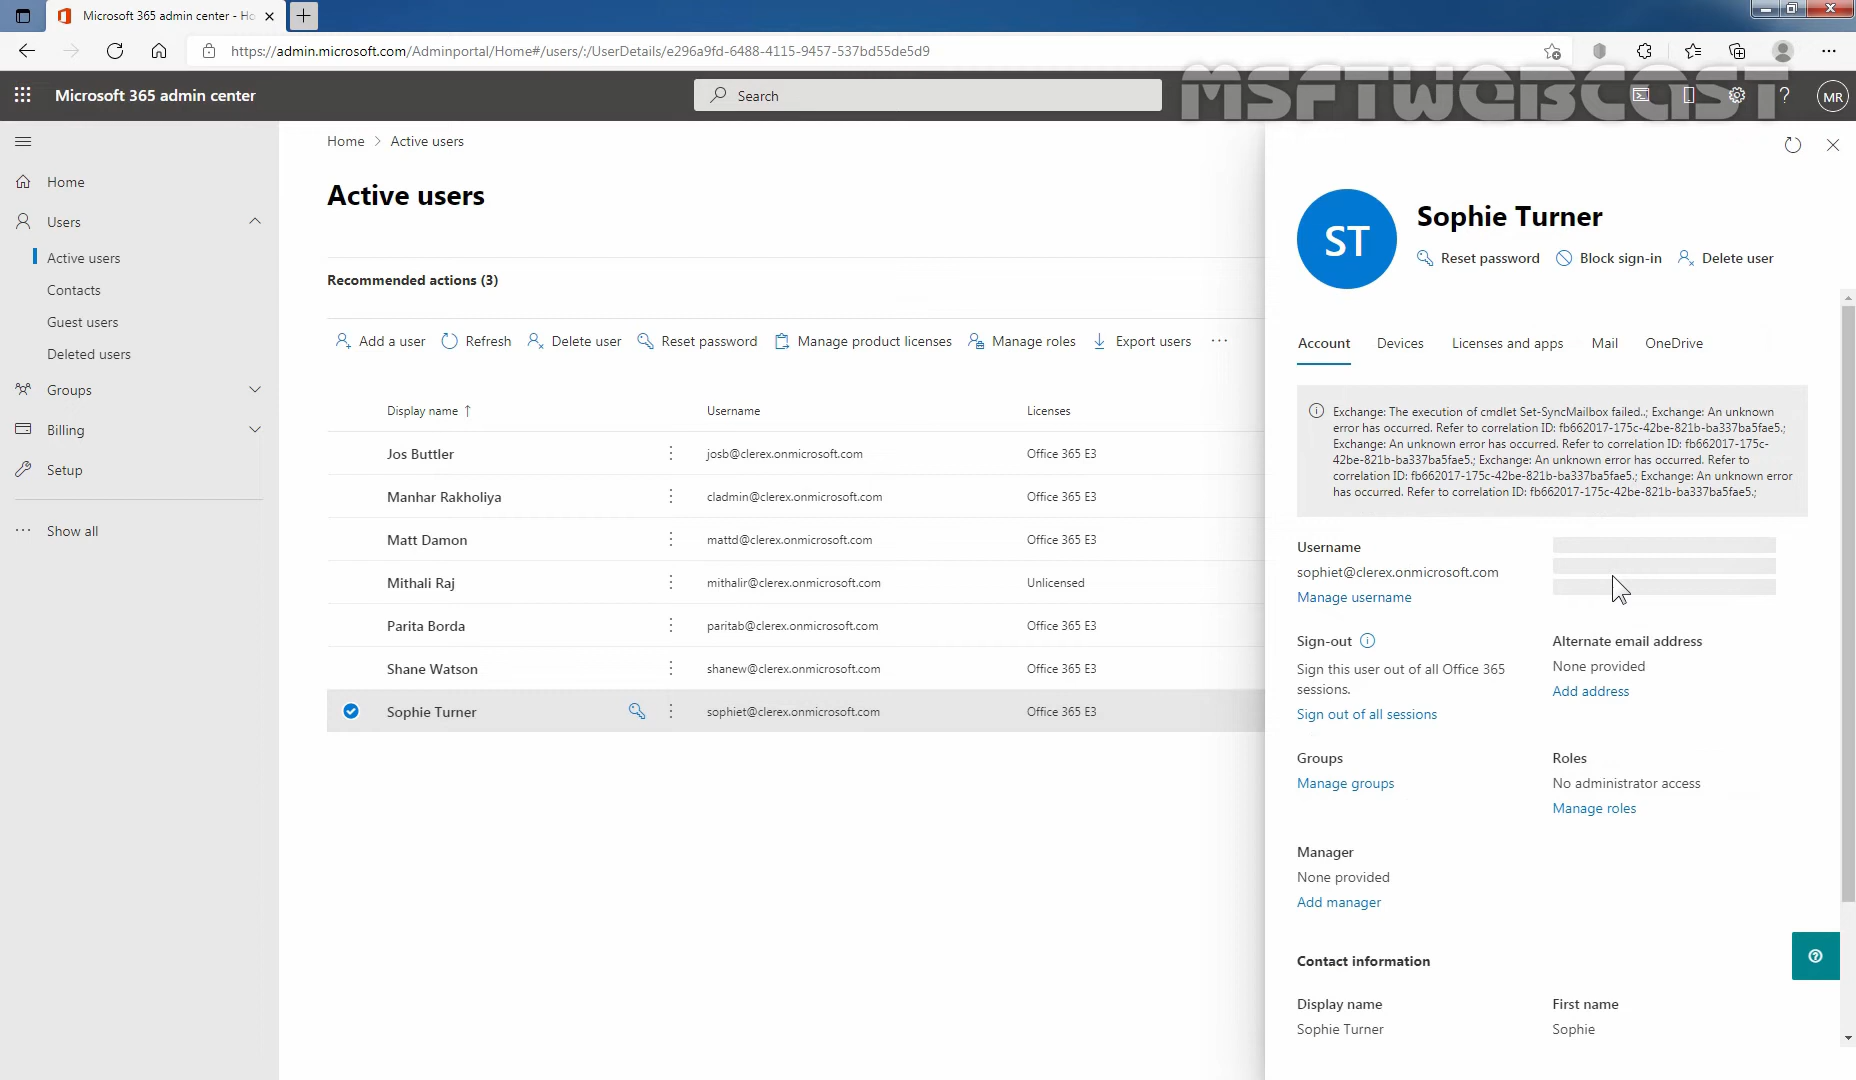 Microsoft 365 admin center - Ho
https://admin.microsoft.com/Adminportal/Home#/users/:/UserDetails/e296a9fd-6488-4115-9457-537bd55de5d9
MSFTWEBCAST
Microsoft 365 admin center
Search
MR
Home
Users
Active users
Contacts
Guest users
Deleted users
Groups
Billing
Setup
Show all
Home > Active users
Active users
Recommended actions (3)
Add a user Refresh Delete user Reset password Manage product licenses Manage roles Export users
Display name ↑ Username Licenses
Jos Buttler josb@clerex.onmicrosoft.com Office 365 E3
Manhar Rakholiya cladmin@clerex.onmicrosoft.com Office 365 E3
Matt Damon mattd@clerex.onmicrosoft.com Office 365 E3
Mithali Raj mithalir@clerex.onmicrosoft.com Unlicensed
Parita Borda paritab@clerex.onmicrosoft.com Office 365 E3
Shane Watson shanew@clerex.onmicrosoft.com Office 365 E3
Sophie Turner sophiet@clerex.onmicrosoft.com Office 365 E3
ST
Sophie Turner
Reset password Block sign-in Delete user
Account Devices Licenses and apps Mail OneDrive
Exchange: The execution of cmdlet Set-SyncMailbox failed..; Exchange: An unknown
error has occurred. Refer to correlation ID: fb662017-175c-42be-821b-ba337ba5fae5.;
Exchange: An unknown error has occurred. Refer to correlation ID: fb662017-175c-
42be-821b-ba337ba5fae5.; Exchange: An unknown error has occurred. Refer to
correlation ID: fb662017-175c-42be-821b-ba337ba5fae5.; Exchange: An unknown error
has occurred. Refer to correlation ID: fb662017-175c-42be-821b-ba337ba5fae5.;
Username
sophiet@clerex.onmicrosoft.com
Manage username
Sign-out
Sign this user out of all Office 365
sessions.
Sign out of all sessions
Alternate email address
None provided
Add address
Groups
Manage groups
Roles
No administrator access
Manage roles
Manager
None provided
Add manager
Contact information
Display name
Sophie Turner
First name
Sophie